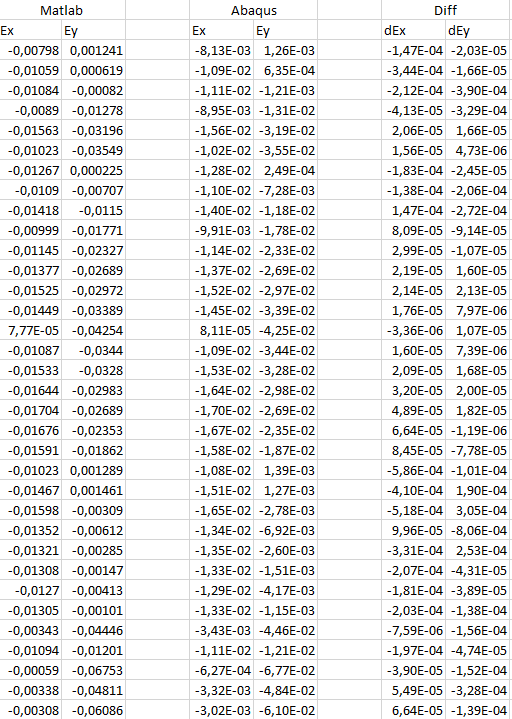 Matlab Abaqus Diff
Ex Ey Ex Ey dEx dEy
-0,00798 0,001241 -8,13E-03 1,26E-03 -1,47E-04 -2,03E-05
-0,01059 0,000619 -1,09E-02 6,35E-04 -3,44E-04 -1,66E-05
-0,01084 -0,00082 -1,11E-02 -1,21E-03 -2,12E-04 -3,90E-04
-0,0089 -0,01278 -8,95E-03 -1,31E-02 -4,13E-05 -3,29E-04
-0,01563 -0,03196 -1,56E-02 -3,19E-02 2,06E-05 1,66E-05
-0,01023 -0,03549 -1,02E-02 -3,55E-02 1,56E-05 4,73E-06
-0,01267 0,000225 -1,28E-02 2,49E-04 -1,83E-04 -2,45E-05
-0,0109 -0,00707 -1,10E-02 -7,28E-03 -1,38E-04 -2,06E-04
-0,01418 -0,0115 -1,40E-02 -1,18E-02 1,47E-04 -2,72E-04
-0,00999 -0,01771 -9,91E-03 -1,78E-02 8,09E-05 -9,14E-05
-0,01145 -0,02327 -1,14E-02 -2,33E-02 2,99E-05 -1,07E-05
-0,01377 -0,02689 -1,37E-02 -2,69E-02 2,19E-05 1,60E-05
-0,01525 -0,02972 -1,52E-02 -2,97E-02 2,14E-05 2,13E-05
-0,01449 -0,03389 -1,45E-02 -3,39E-02 1,76E-05 7,97E-06
7,77E-05 -0,04254 8,11E-05 -4,25E-02 -3,36E-06 1,07E-05
-0,01087 -0,0344 -1,09E-02 -3,44E-02 1,60E-05 7,39E-06
-0,01533 -0,0328 -1,53E-02 -3,28E-02 2,09E-05 1,68E-05
-0,01644 -0,02983 -1,64E-02 -2,98E-02 3,20E-05 2,00E-05
-0,01704 -0,02689 -1,70E-02 -2,69E-02 4,89E-05 1,82E-05
-0,01676 -0,02353 -1,67E-02 -2,35E-02 6,64E-05 -1,19E-06
-0,01591 -0,01862 -1,58E-02 -1,87E-02 8,45E-05 -7,78E-05
-0,01023 0,001289 -1,08E-02 1,39E-03 -5,86E-04 -1,01E-04
-0,01467 0,001461 -1,51E-02 1,27E-03 -4,10E-04 1,90E-04
-0,01598 -0,00309 -1,65E-02 -2,78E-03 -5,18E-04 3,05E-04
-0,01352 -0,00612 -1,34E-02 -6,92E-03 9,96E-05 -8,06E-04
-0,01321 -0,00285 -1,35E-02 -2,60E-03 -3,31E-04 2,53E-04
-0,01308 -0,00147 -1,33E-02 -1,51E-03 -2,07E-04 -4,31E-05
-0,0127 -0,00413 -1,29E-02 -4,17E-03 -1,81E-04 -3,89E-05
-0,01305 -0,00101 -1,33E-02 -1,15E-03 -2,03E-04 -1,38E-04
-0,00343 -0,04446 -3,43E-03 -4,46E-02 -7,59E-06 -1,56E-04
-0,01094 -0,01201 -1,11E-02 -1,21E-02 -1,97E-04 -4,74E-05
-0,00059 -0,06753 -6,27E-04 -6,77E-02 -3,90E-05 -1,52E-04
-0,00338 -0,04811 -3,32E-03 -4,84E-02 5,49E-05 -3,28E-04
-0,00308 -0,06086 -3,02E-03 -6,10E-02 6,64E-05 -1,39E-04